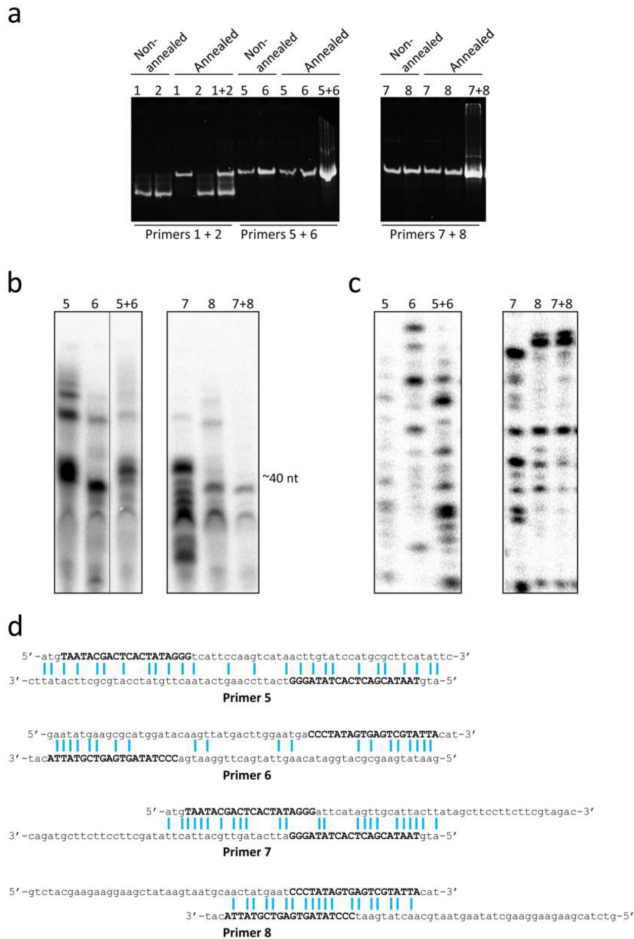 a
Non-annealed Annealed Non-annealed Annealed Non-annealed Annealed
1 2 1 2 1+2 5 6 5 6 5+6 7 8 7 8 7+8
Primers 1 + 2 Primers 5 + 6 Primers 7 + 8
b
5 6 5+6 7 8 7+8
~40 nt
c
5 6 5+6 7 8 7+8
d
5’-atgTAATACGACTCACTATAGGGtcattccaagtcataacttgtatccatgcgcttcatattc-3’
3’-cttatacttcgcgtacctatgttcaatactgaaccttactGGGATATCACTCAGCATAATgta-5’
Primer 5
5’-gaatatgaagcgcatggatacaagttatgacttggaatgaCCCTATAGTGAGTCGTATTAcat-3’
3’-tacATTATGCTGAGTGATATCCCagtaaggttcagtattgaacataggtacgcgaagtataag-5’
Primer 6
5’-atgTAATACGACTCACTATAGGGattcatagttgcattacttatagcttccttcttcgtagac-3’
3’-cagatgcttcttccttcgatattcattacgttgatacttaGGGATATCACTCAGCATAATgta-5’
Primer 7
5’-gtctacgaagaaggaagctataagtaatgcaactatgaatCCCTATAGTGAGTCGTATTAcat-3’
3’-tacATTATGCTGAGTGATATCCCtaagtatcaacgtaatgaatatcgaaggaagaagcatctg-5’
Primer 8